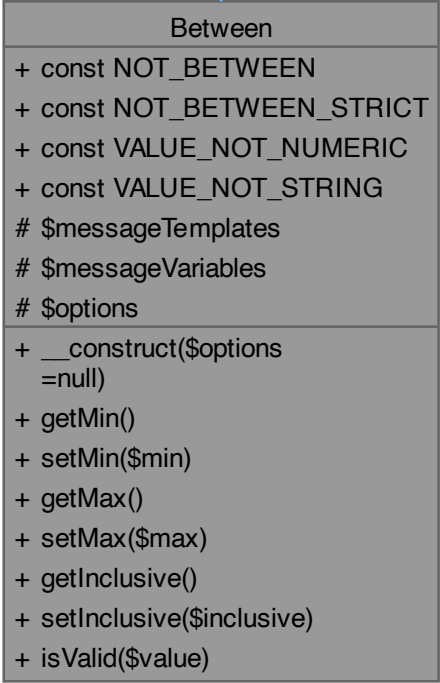 Between
+ const NOT_BETWEEN
+ const NOT_BETWEEN_STRICT
+ const VALUE_NOT_NUMERIC
+ const VALUE_NOT_STRING
# $messageTemplates
# $messageVariables
# $options
+ __construct($options
=null)
+ getMin()
+ setMin($min)
+ getMax()
+ setMax($max)
+ getInclusive()
+ setInclusive($inclusive)
+ isValid($value)